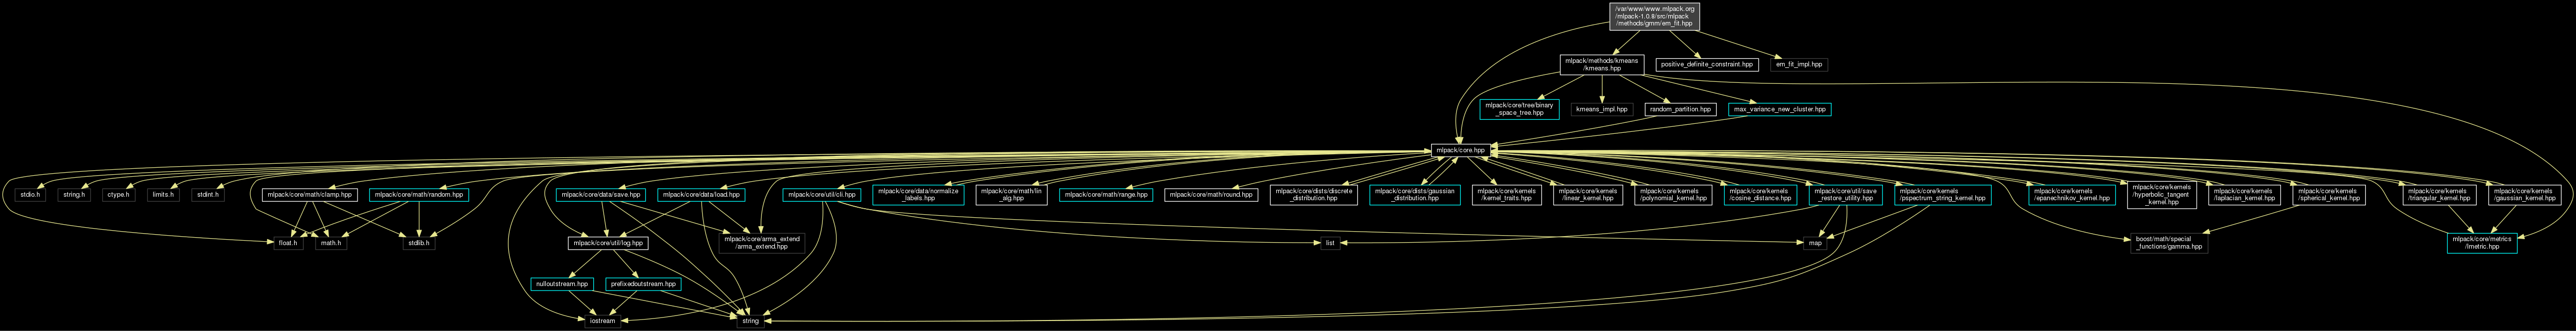 /var/www/www.mlpack.org
/mlpack-1.0.8/src/mlpack
/methods/gmm/em_fit.hpp
mlpack/methods/kmeans
/kmeans.hpp
positive_definite_constraint.hpp
em_fit_impl.hpp
mlpack/core/tree/binary
_space_tree.hpp
kmeans_impl.hpp
random_partition.hpp
max_variance_new_cluster.hpp
mlpack/core.hpp
stdio.h
string.h
ctype.h
limits.h
stdint.h
mlpack/core/math/clamp.hpp
mlpack/core/math/random.hpp
mlpack/core/data/save.hpp
mlpack/core/data/load.hpp
mlpack/core/util/cli.hpp
mlpack/core/data/normalize
_labels.hpp
mlpack/core/math/lin
_alg.hpp
mlpack/core/math/range.hpp
mlpack/core/math/round.hpp
mlpack/core/dists/discrete
_distribution.hpp
mlpack/core/dists/gaussian
_distribution.hpp
mlpack/core/kernels
/kernel_traits.hpp
mlpack/core/kernels
/linear_kernel.hpp
mlpack/core/kernels
/polynomial_kernel.hpp
mlpack/core/kernels
/cosine_distance.hpp
mlpack/core/util/save
_restore_utility.hpp
mlpack/core/kernels
/pspectrum_string_kernel.hpp
mlpack/core/kernels
/epanechnikov_kernel.hpp
mlpack/core/kernels
/hyperbolic_tangent
_kernel.hpp
mlpack/core/kernels
/laplacian_kernel.hpp
mlpack/core/kernels
/spherical_kernel.hpp
mlpack/core/kernels
/triangular_kernel.hpp
mlpack/core/kernels
/gaussian_kernel.hpp
float.h
math.h
stdlib.h
mlpack/core/util/log.hpp
mlpack/core/arma_extend
/arma_extend.hpp
list
map
boost/math/special
_functions/gamma.hpp
mlpack/core/metrics
/lmetric.hpp
nulloutstream.hpp
prefixedoutstream.hpp
iostream
string